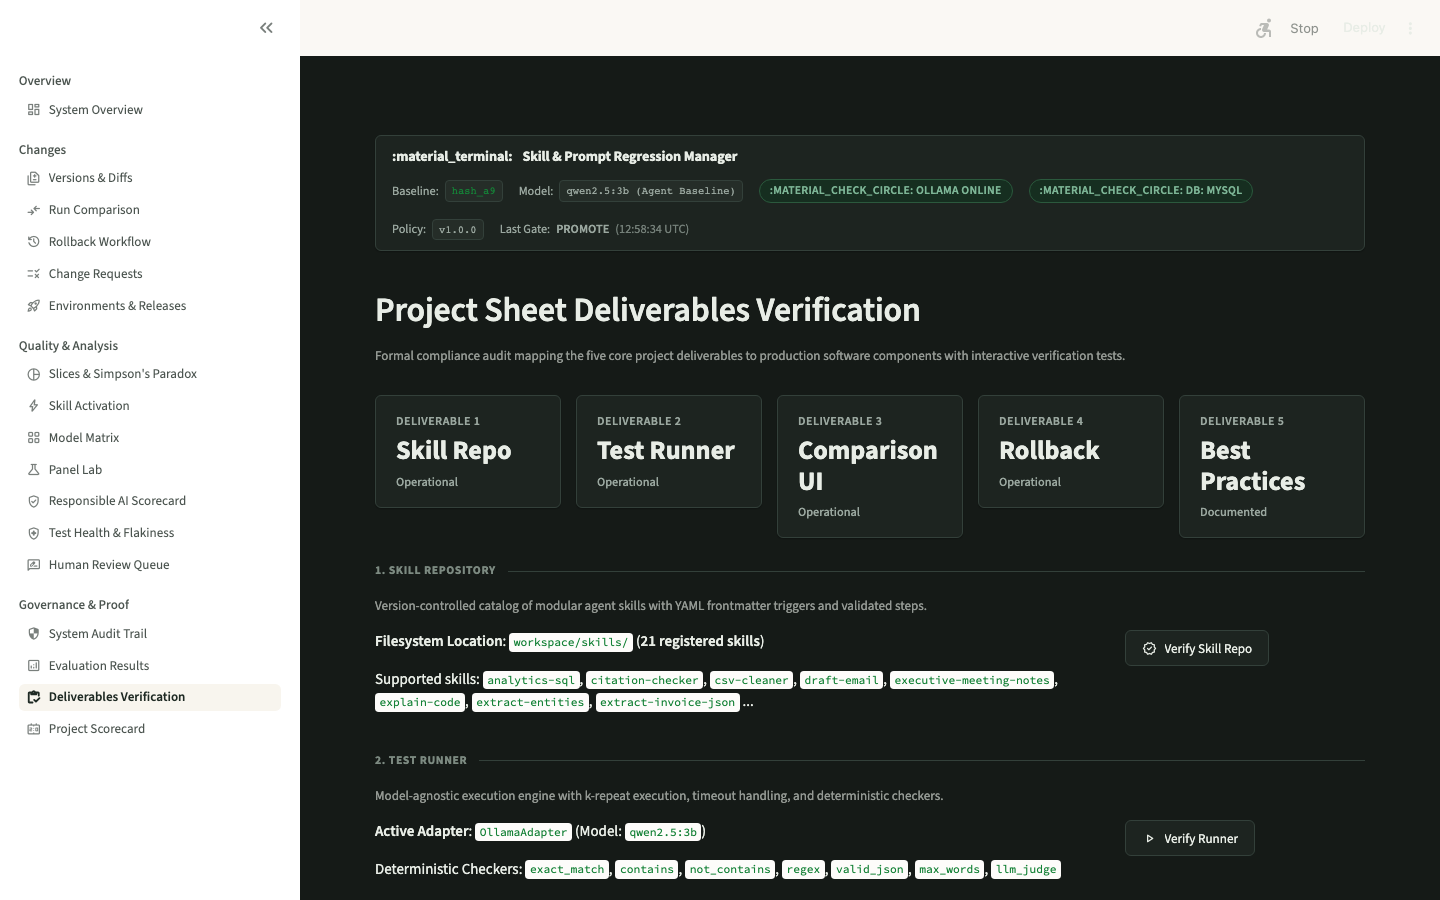 Stop
Deploy
Overview
System Overview
Changes
Versions & Diffs
Run Comparison
Rollback Workflow
Change Requests
Environments & Releases
Quality & Analysis
Slices & Simpson's Paradox
Skill Activation
Model Matrix
Panel Lab
Responsible AI Scorecard
Test Health & Flakiness
Human Review Queue
Governance & Proof
System Audit Trail
Evaluation Results
Deliverables Verification
Project Scorecard
:material_terminal: Skill & Prompt Regression Manager
Baseline: hash_a9 Model: qwen2.5:3b (Agent Baseline) :MATERIAL_CHECK_CIRCLE: OLLAMA ONLINE :MATERIAL_CHECK_CIRCLE: DB: MYSQL
Policy: v1.0.0 Last Gate: PROMOTE (12:58:34 UTC)
Project Sheet Deliverables Verification
Formal compliance audit mapping the five core project deliverables to production software components with interactive verification tests.
DELIVERABLE 1
Skill Repo
Operational
DELIVERABLE 2
Test Runner
Operational
DELIVERABLE 3
Comparison
UI
Operational
DELIVERABLE 4
Rollback
Operational
DELIVERABLE 5
Best
Practices
Documented
1. SKILL REPOSITORY
Version-controlled catalog of modular agent skills with YAML frontmatter triggers and validated steps.
Filesystem Location: workspace/skills/ (21 registered skills)
Verify Skill Repo
Supported skills: analytics-sql, citation-checker, csv-cleaner, draft-email, executive-meeting-notes,
explain-code, extract-entities, extract-invoice-json ...
2. TEST RUNNER
Model-agnostic execution engine with k-repeat execution, timeout handling, and deterministic checkers.
Active Adapter: OllamaAdapter (Model: qwen2.5:3b)
Verify Runner
Deterministic Checkers: exact_match, contains, not_contains, regex, valid_json, max_words, llm_judge